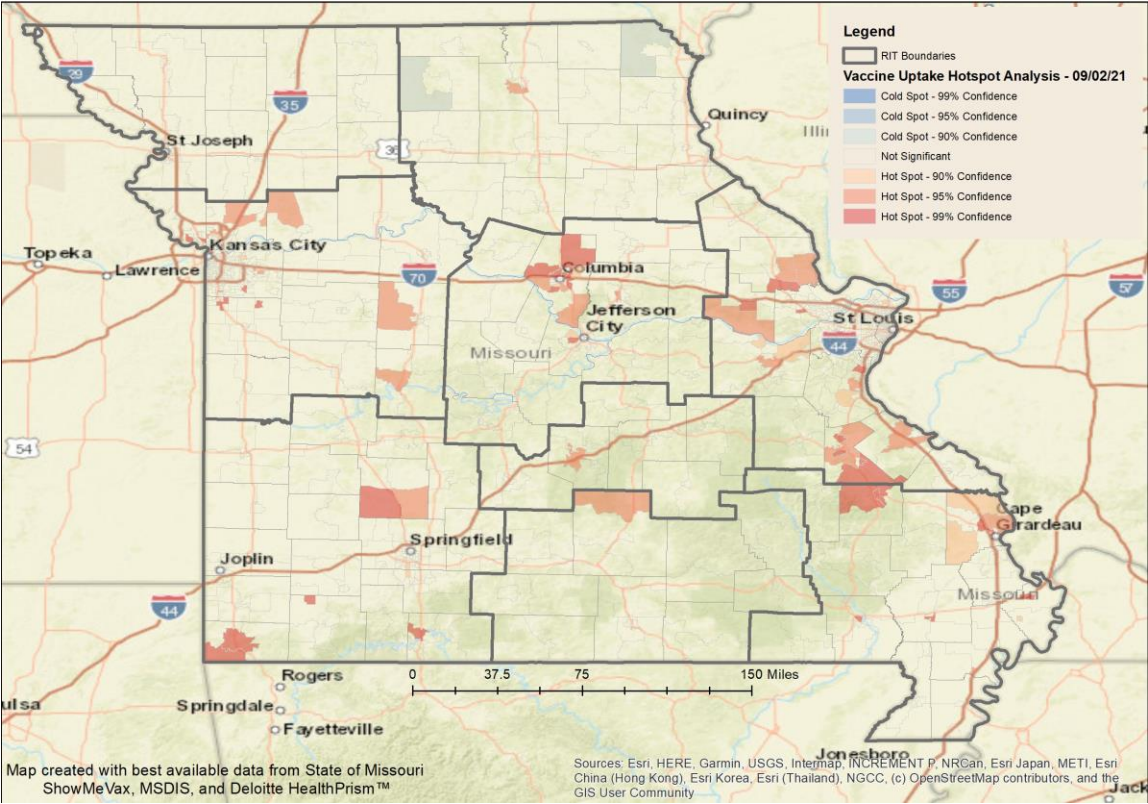 Legend
RIT Boundaries
Vaccine Uptake Hotspot Analysis - 09/02/21
Cold Spot - 99% Confidence
Cold Spot - 95% Confidence
Cold Spot - 90% Confidence
Not Significant
Hot Spot - 90% Confidence
Hot Spot - 95% Confidence
Hot Spot - 99% Confidence
29
35
Quincy
Illin
St Joseph
36
Topeka
Kansas City
Lawrence
70
Columbia
Jefferson
City
Missouri
St Louis
55
57
44
54
Cape
Girardeau
Springfield
Joplin
Missouri
44
Rogers
Springdale
Fayetteville
ulsa
0 37.5 75 150 Miles
Jonesboro
Jack
Map created with best available data from State of Missouri
ShowMeVax, MSDIS, and Deloitte HealthPrism™
Sources: Esri, HERE, Garmin, USGS, Intermap, INCREMENT P, NRCan, Esri Japan, METI, Esri
China (Hong Kong), Esri Korea, Esri (Thailand), NGCC, (c) OpenStreetMap contributors, and the
GIS User Community